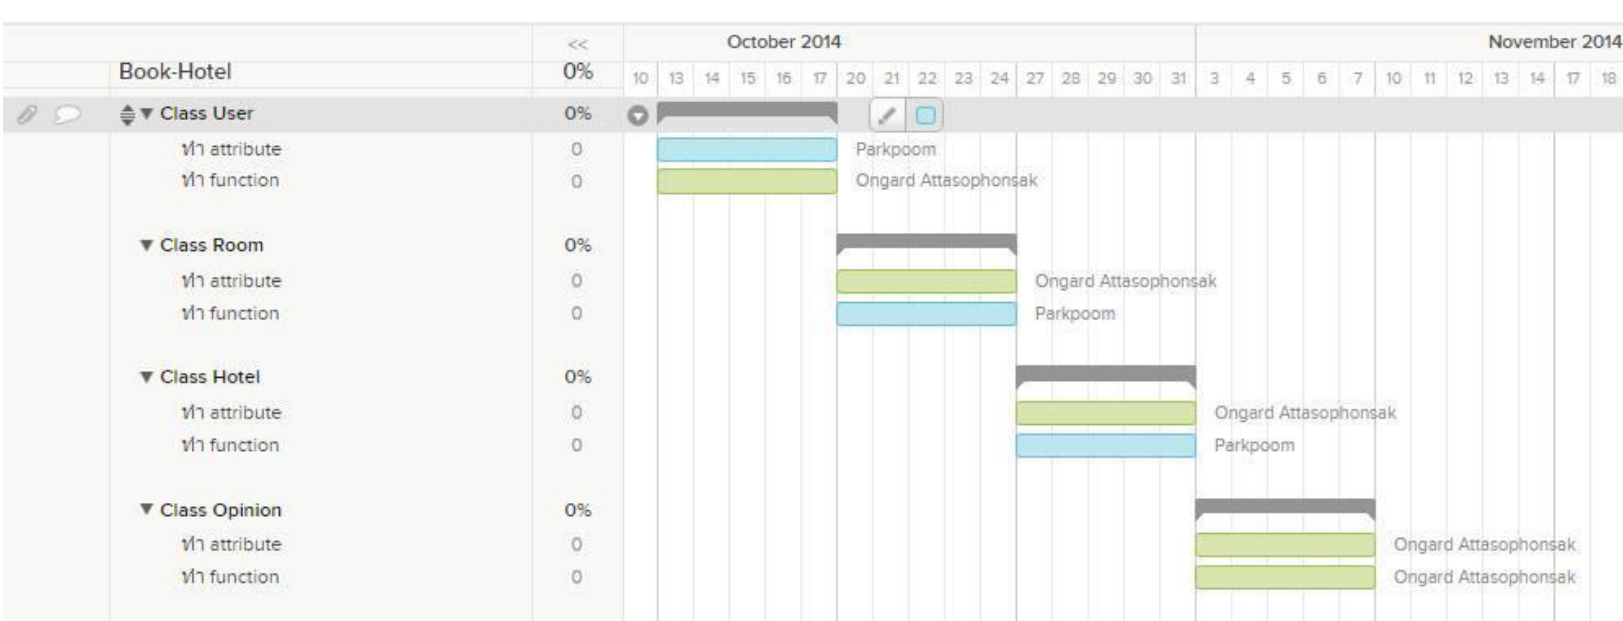 << October 2014 November 2014
Book-Hotel 0% 10 13 14 15 16 17 20 21 22 23 24 27 28 29 30 31 3 4 5 6 7 10 11 12 13 14 17 18
Class User 0%
ทำ attribute 0 Parkpoom
ทำ function 0 Ongard Attasophonsak
Class Room 0%
ทำ attribute 0 Ongard Attasophonsak
ทำ function 0 Parkpoom
Class Hotel 0%
ทำ attribute 0 Ongard Attasophonsak
ทำ function 0 Parkpoom
Class Opinion 0%
ทำ attribute 0 Ongard Attasophonsak
ทำ function 0 Ongard Attasophonsak